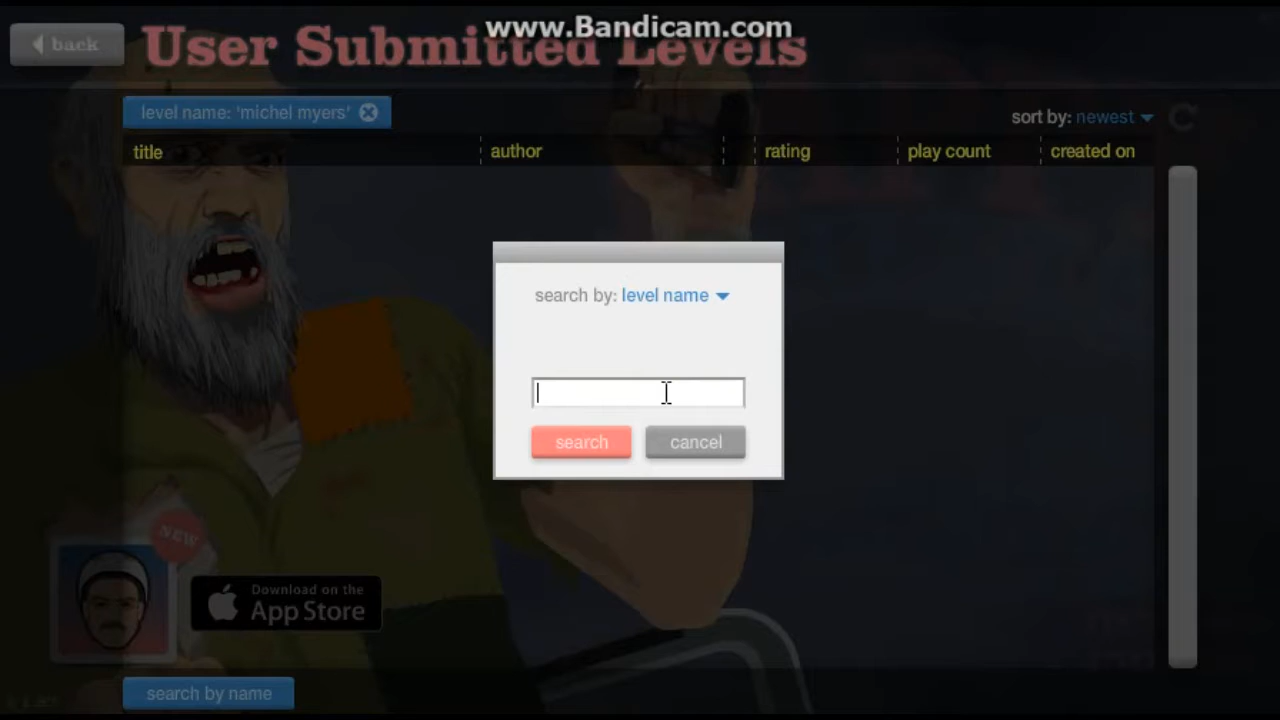 www.Bandicam.com
back
User Submitted Levels
level name: 'michel myers'
sort by: newest
title
author
rating
play count
created on
search by: level name
search
cancel
NEW
Download on the
App Store
search by name